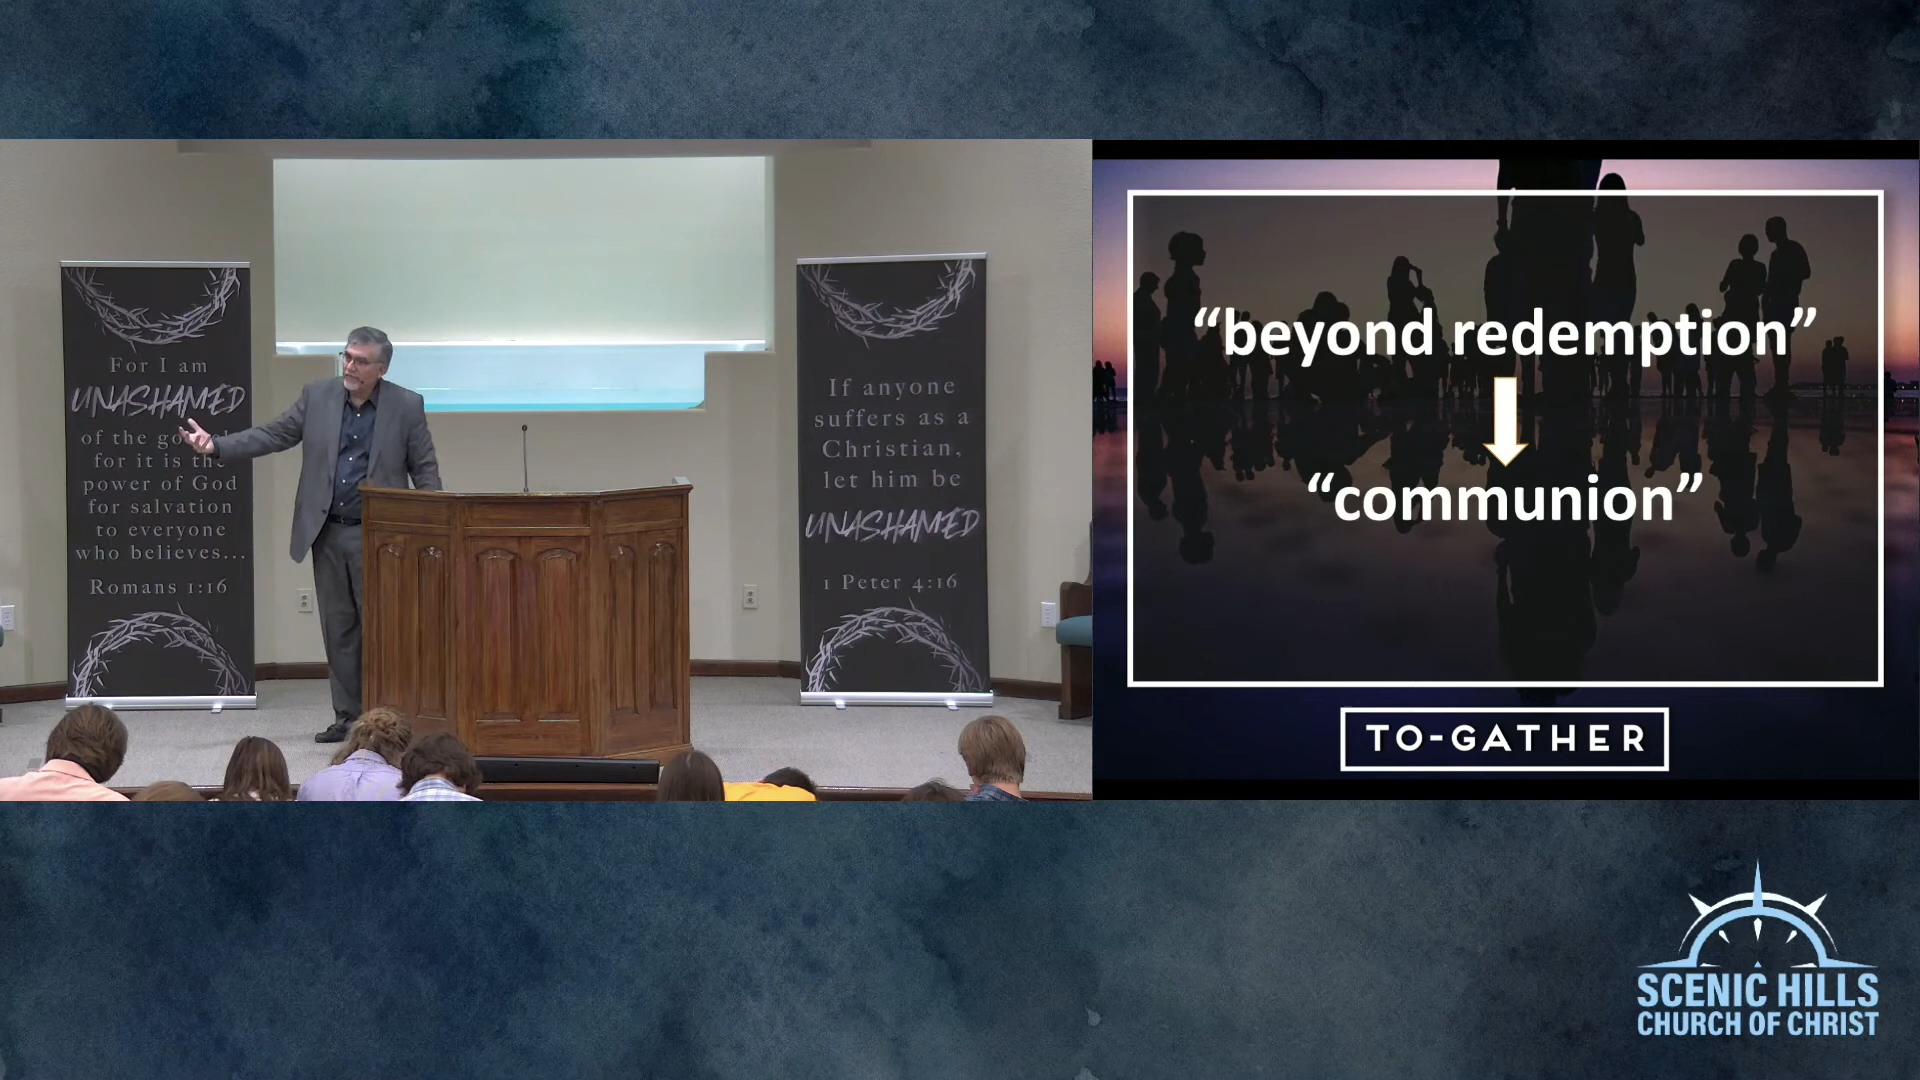 For I am
UNASHAMED
of the
for it is the
power of God
for salvation
to everyone
who believes...
Romans 1:16
If anyone
suffers as a
Christian,
let him be
UNASHAMED
1 Peter 4:16
“beyond redemption”
“communion”
TO-GATHER
SCENIC HILLS
CHURCH OF CHRIST